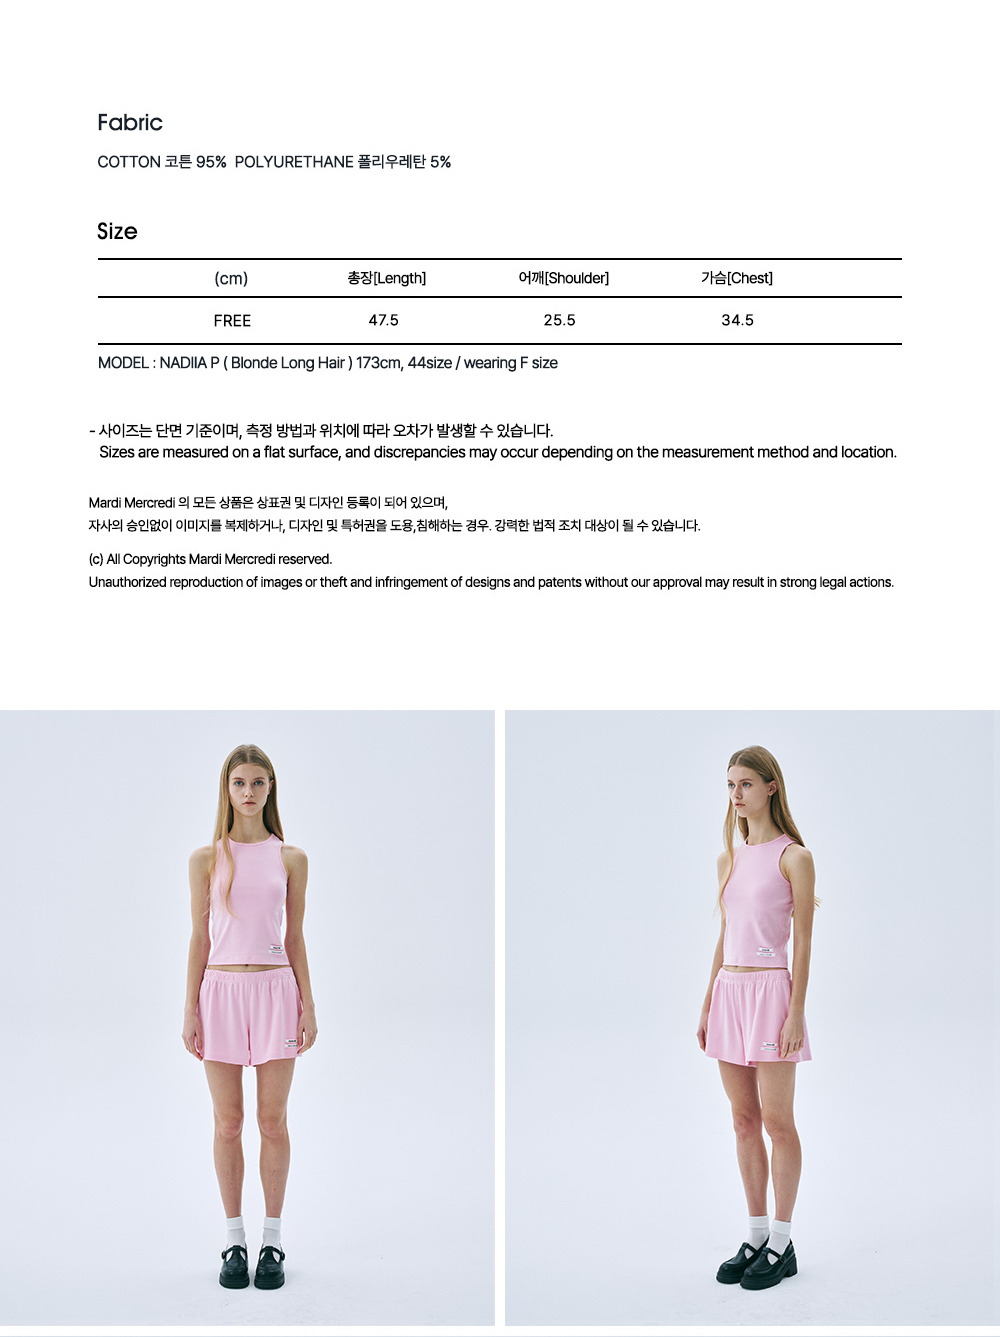 Fabric
COTTON 코튼 95%  POLYURETHANE 폴리우레탄 5%
Size
(cm) 총장[Length] 어깨[Shoulder] 가슴[Chest]
FREE 47.5 25.5 34.5
MODEL : NADIIA P ( Blonde Long Hair ) 173cm, 44size / wearing F size
- 사이즈는 단면 기준이며, 측정 방법과 위치에 따라 오차가 발생할 수 있습니다.
Sizes are measured on a flat surface, and discrepancies may occur depending on the measurement method and location.
Mardi Mercredi 의 모든 상품은 상표권 및 디자인 등록이 되어 있으며,
자사의 승인없이 이미지를 복제하거나, 디자인 및 특허권을 도용,침해하는 경우. 강력한 법적 조치 대상이 될 수 있습니다.
(c) All Copyrights Mardi Mercredi reserved.
Unauthorized reproduction of images or theft and infringement of designs and patents without our approval may result in strong legal actions.